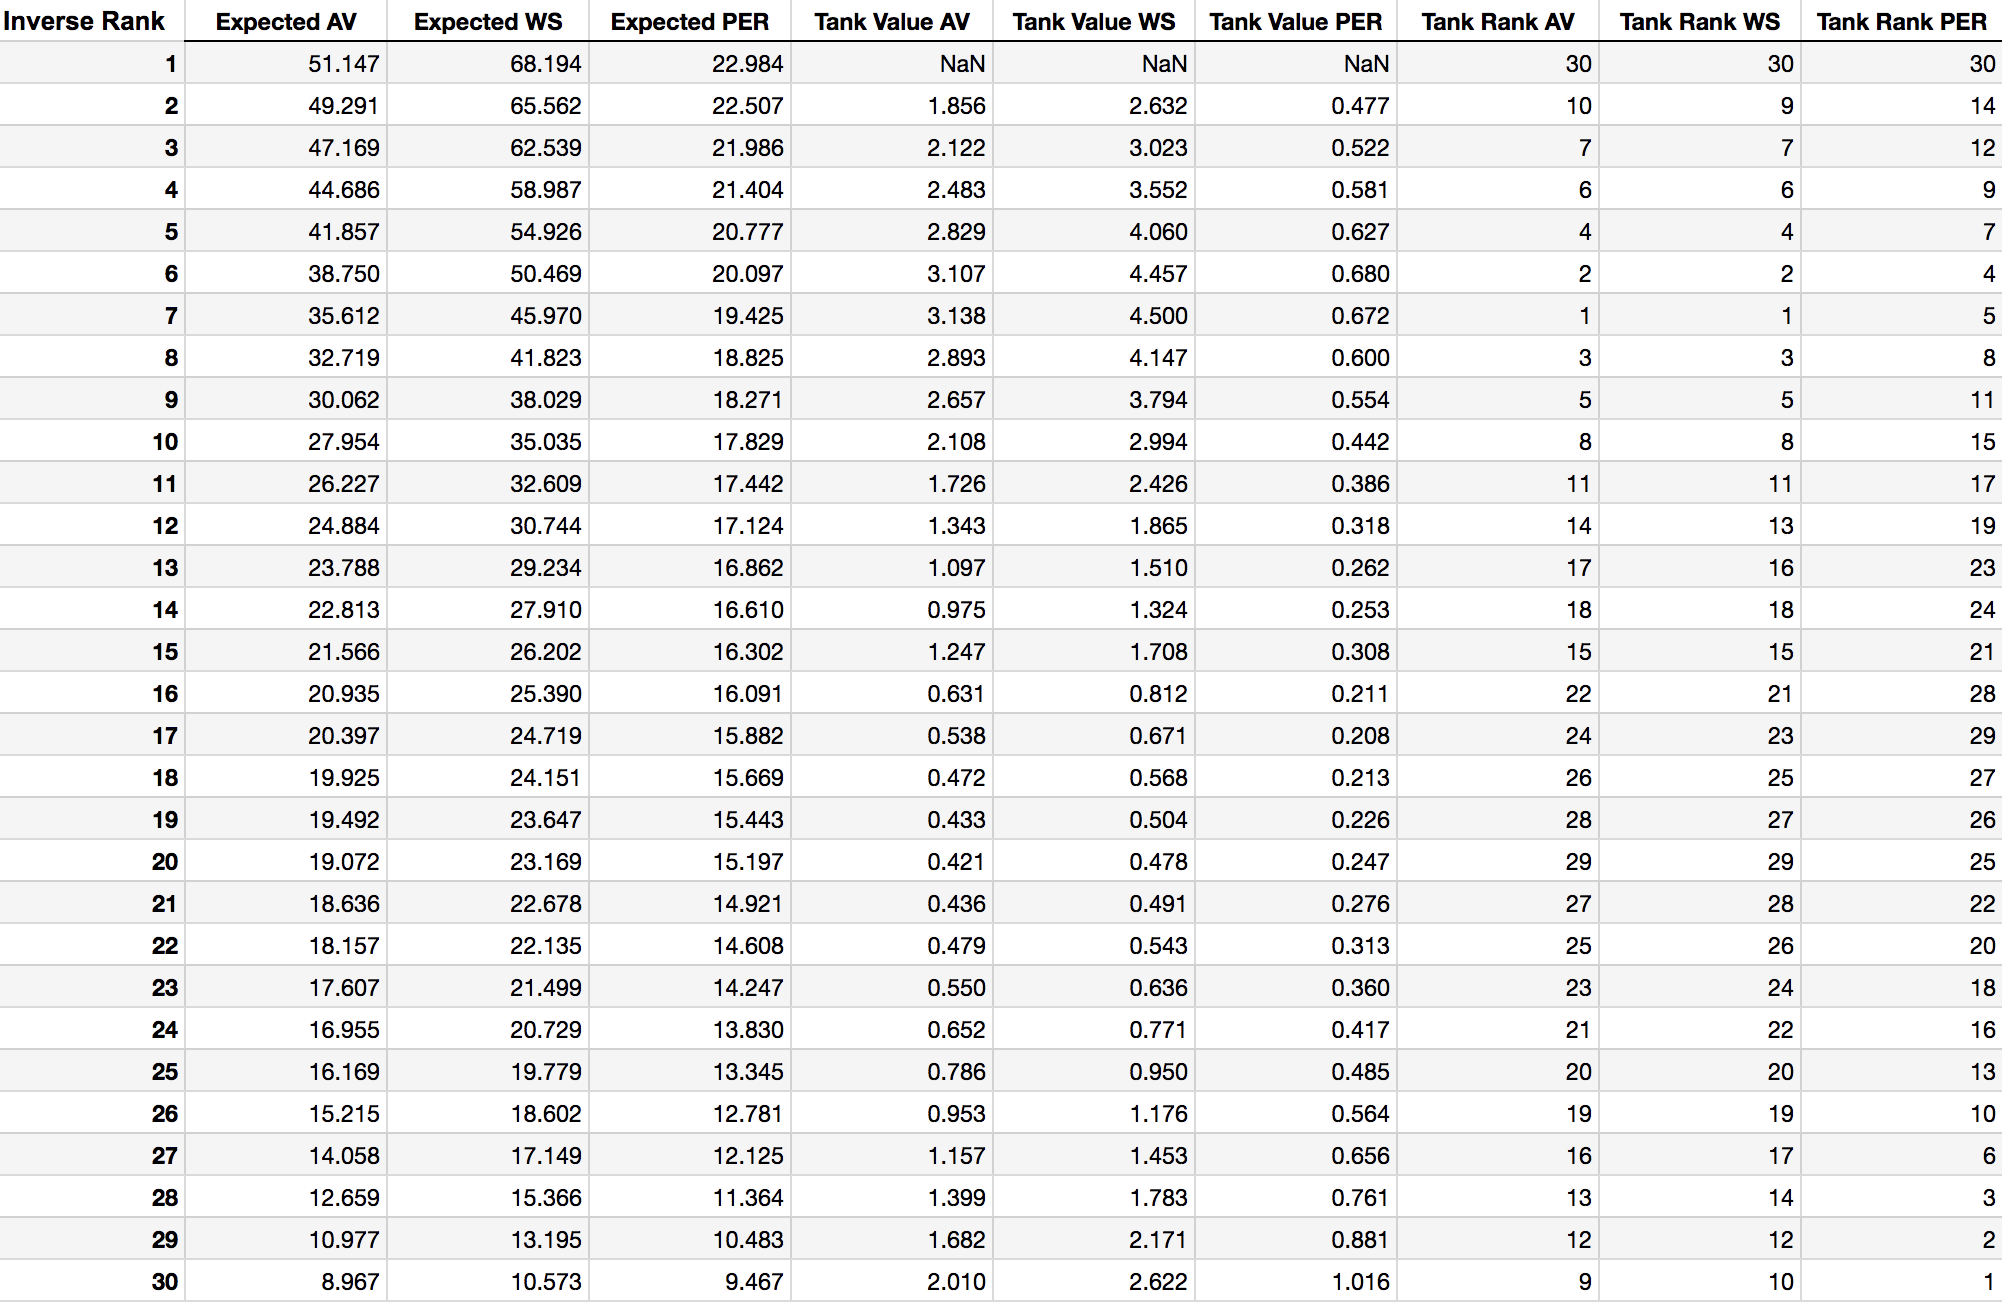 Inverse Rank Expected AV Expected WS Expected PER Tank Value AV Tank Value WS Tank Value PER Tank Rank AV Tank Rank WS Tank Rank PER
1 51.147 68.194 22.984 NaN NaN NaN 30 30 30
2 49.291 65.562 22.507 1.856 2.632 0.477 10 9 14
3 47.169 62.539 21.986 2.122 3.023 0.522 7 7 12
4 44.686 58.987 21.404 2.483 3.552 0.581 6 6 9
5 41.857 54.926 20.777 2.829 4.060 0.627 4 4 7
6 38.750 50.469 20.097 3.107 4.457 0.680 2 2 4
7 35.612 45.970 19.425 3.138 4.500 0.672 1 1 5
8 32.719 41.823 18.825 2.893 4.147 0.600 3 3 8
9 30.062 38.029 18.271 2.657 3.794 0.554 5 5 11
10 27.954 35.035 17.829 2.108 2.994 0.442 8 8 15
11 26.227 32.609 17.442 1.726 2.426 0.386 11 11 17
12 24.884 30.744 17.124 1.343 1.865 0.318 14 13 19
13 23.788 29.234 16.862 1.097 1.510 0.262 17 16 23
14 22.813 27.910 16.610 0.975 1.324 0.253 18 18 24
15 21.566 26.202 16.302 1.247 1.708 0.308 15 15 21
16 20.935 25.390 16.091 0.631 0.812 0.211 22 21 28
17 20.397 24.719 15.882 0.538 0.671 0.208 24 23 29
18 19.925 24.151 15.669 0.472 0.568 0.213 26 25 27
19 19.492 23.647 15.443 0.433 0.504 0.226 28 27 26
20 19.072 23.169 15.197 0.421 0.478 0.247 29 29 25
21 18.636 22.678 14.921 0.436 0.491 0.276 27 28 22
22 18.157 22.135 14.608 0.479 0.543 0.313 25 26 20
23 17.607 21.499 14.247 0.550 0.636 0.360 23 24 18
24 16.955 20.729 13.830 0.652 0.771 0.417 21 22 16
25 16.169 19.779 13.345 0.786 0.950 0.485 20 20 13
26 15.215 18.602 12.781 0.953 1.176 0.564 19 19 10
27 14.058 17.149 12.125 1.157 1.453 0.656 16 17 6
28 12.659 15.366 11.364 1.399 1.783 0.761 13 14 3
29 10.977 13.195 10.483 1.682 2.171 0.881 12 12 2
30 8.967 10.573 9.467 2.010 2.622 1.016 9 10 1